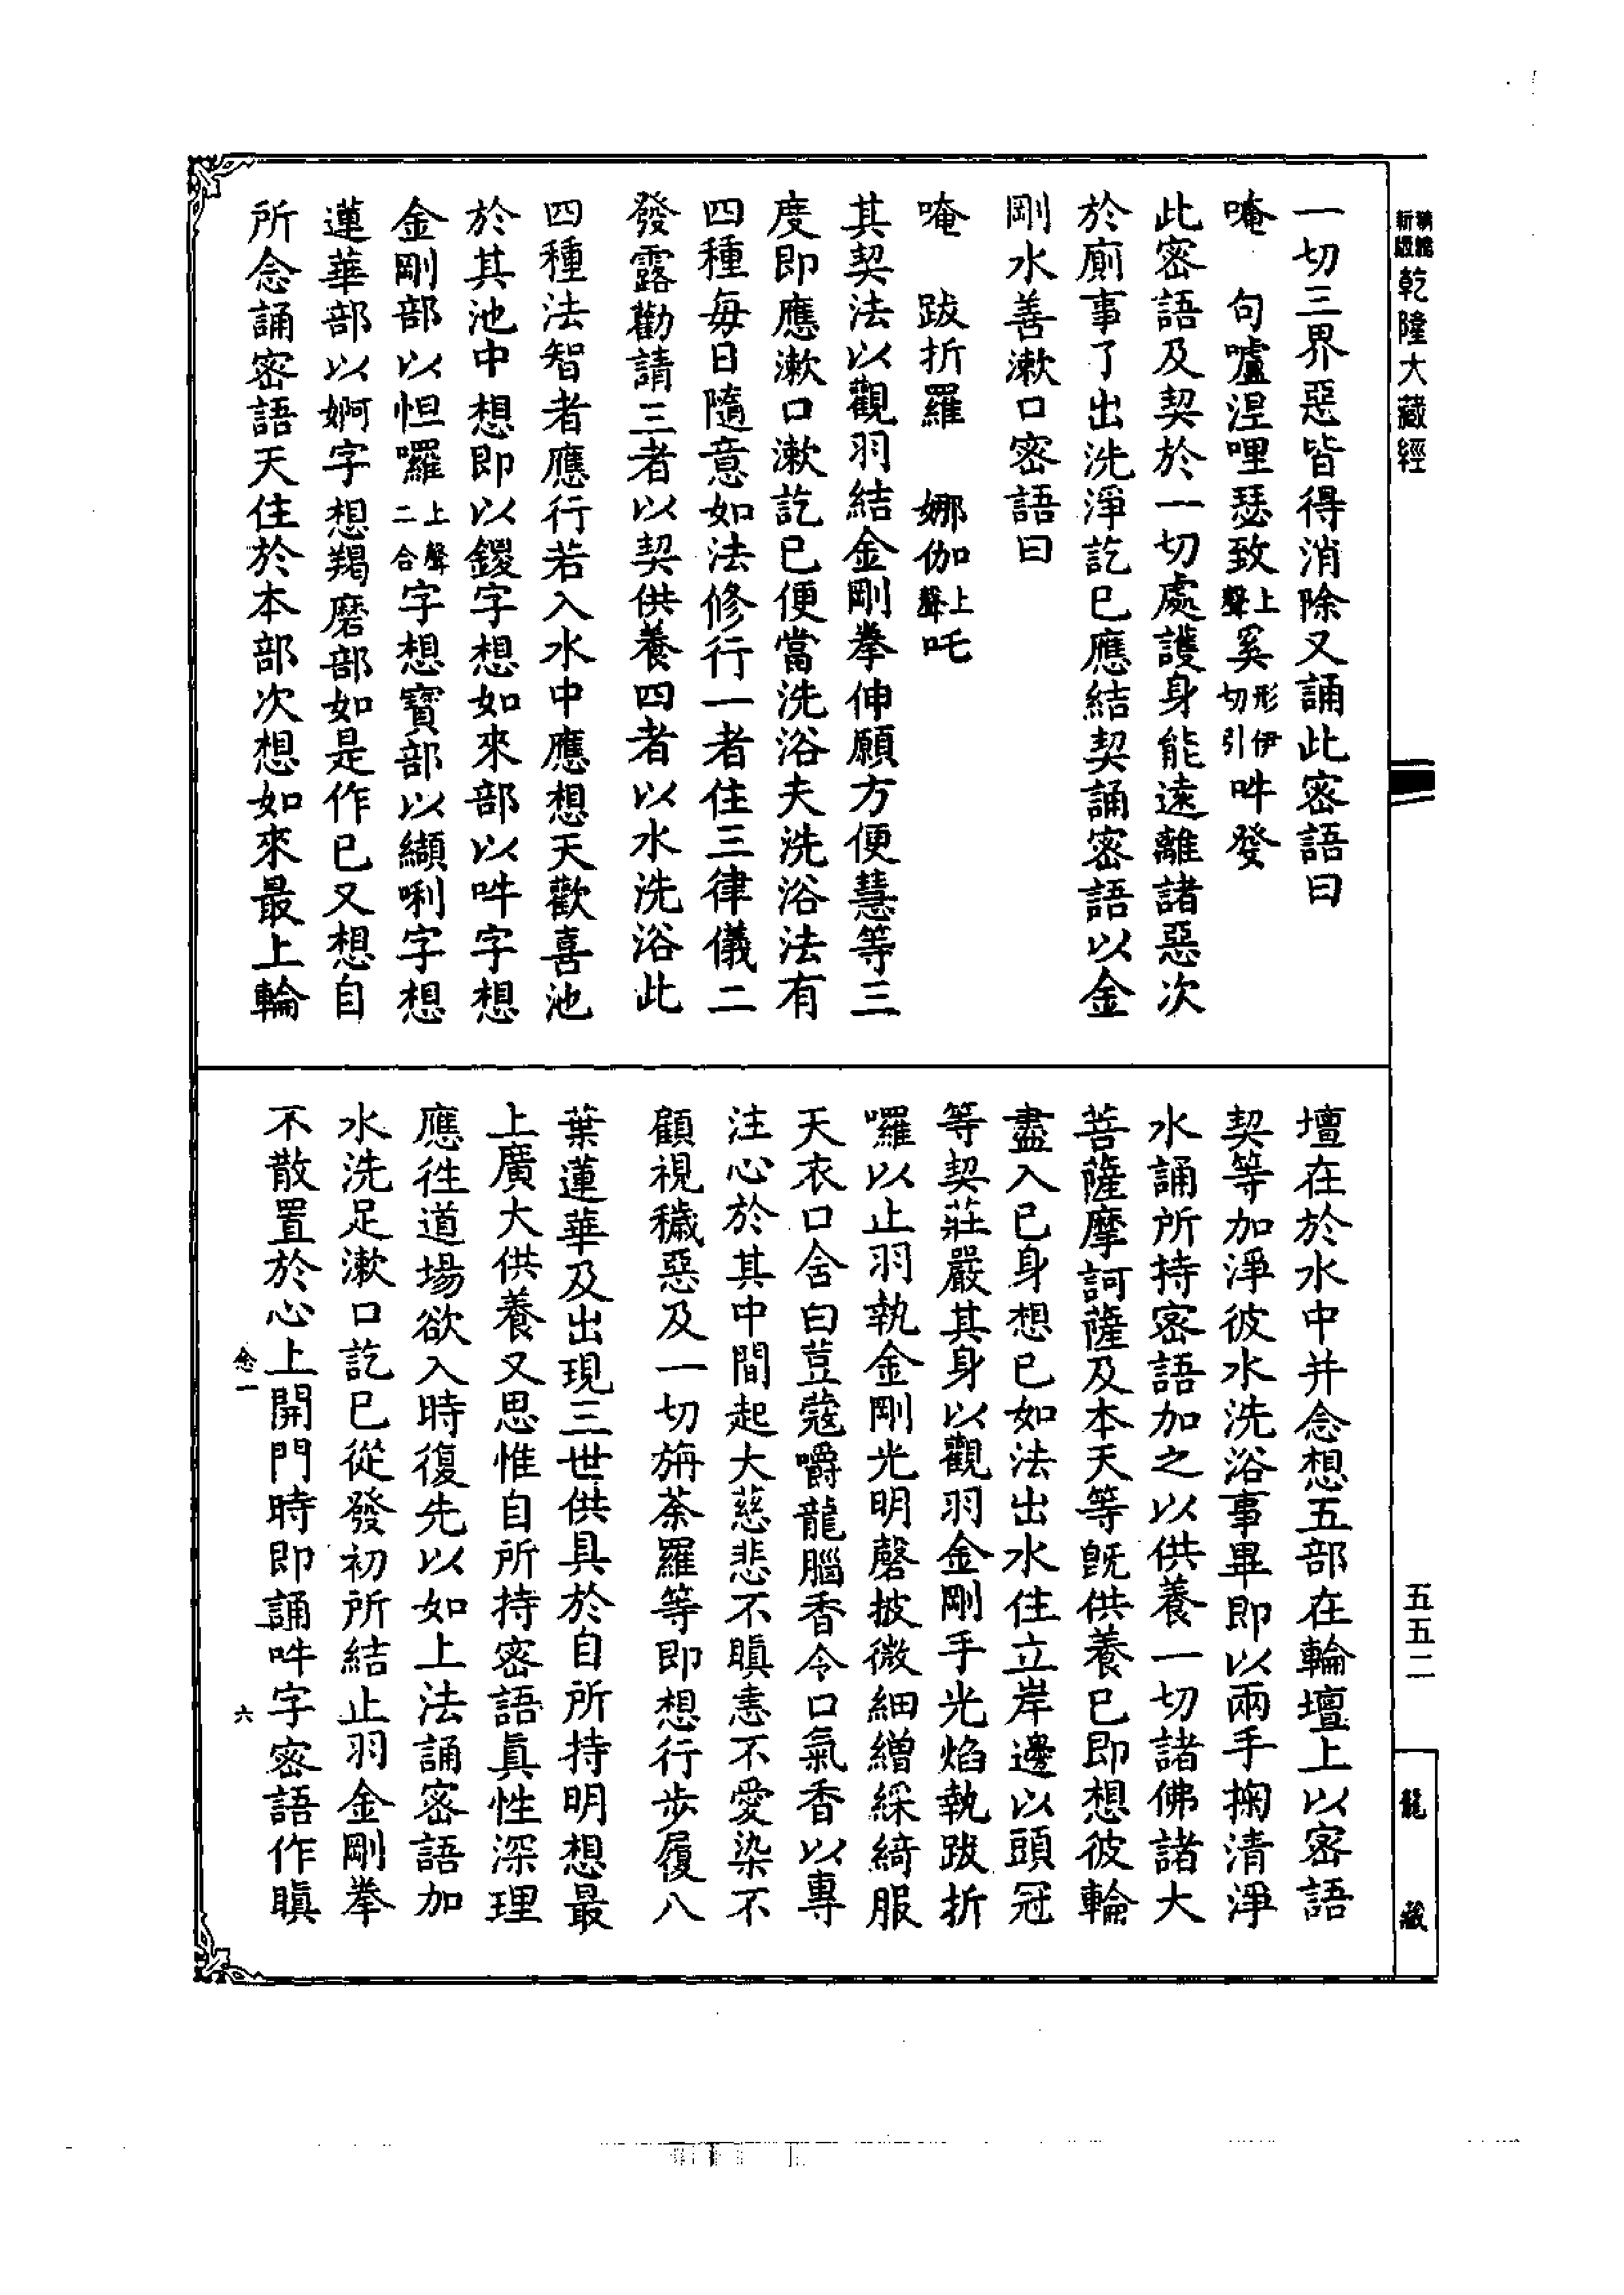 乾隆大藏經
一切三界惡皆得消除又誦此密語曰
唵　句嚧涅哩瑟致上聲奚形伊切引吽發
此密語及契於一切處護身能遠離諸惡次
於廁事了出洗淨訖已應結契誦密語以金
剛水善漱口密語曰
唵　跋折羅　娜伽上聲吒
其契法以觀羽結金剛拳伸願方便慧等三
度即應漱口漱訖已便當洗浴夫洗浴法有
四種每日隨意如法修行一者住三律儀二
發露勸請三者以契供養四者以水洗浴此
四種法智者應行若入水中應想天歡喜池
於其池中想即以鑁字想如來部以吽字想
金剛部以怛囉上聲二合字想寶部以纈唎字想
蓮華部以婀字想羯磨部如是作已又想自
所念誦密語天住於本部次想如來最上輪
壇在於水中并念想五部在輪壇上以密語
契等加淨彼水洗浴事畢即以兩手掬清淨
水誦所持密語加之以供養一切諸佛諸大
菩薩摩訶薩及本天等既供養已即想彼輪
盡入已身想已如法出水住立岸邊以頭冠
等契莊嚴其身以觀羽金剛手光焰執跋折
囉以止羽執金剛光明磬披微細繒綵綺服
天衣口含白荳蔻嚼龍腦香令口氣香以專
注心於其中間起大慈悲不瞋恚不愛染不
顧視穢惡及一切旃荼羅等即想行步履八
葉蓮華及出現三世供具於自所持明想最
上廣大供養又思惟自所持密語眞性深理
應徃道場欲入時復先以如上法誦密語加
水洗足漱口訖已從發初所結止羽金剛拳
不散置於心上開門時即誦吽字密語作瞋
念一　六
五五二
龍藏